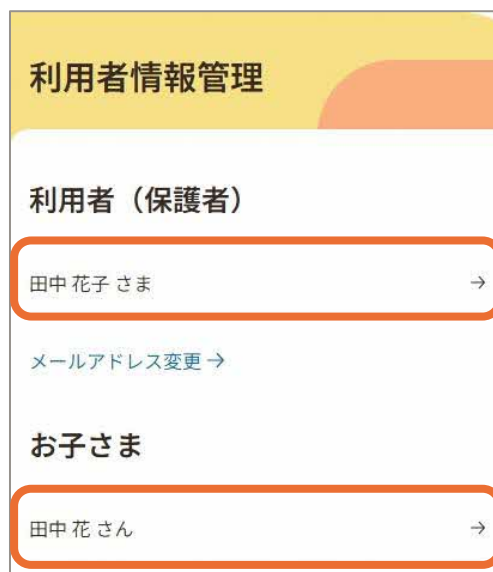 利用者情報管理
利用者（保護者）
田中 花子 さま →
メールアドレス変更 →
お子さま
田中 花 さん →